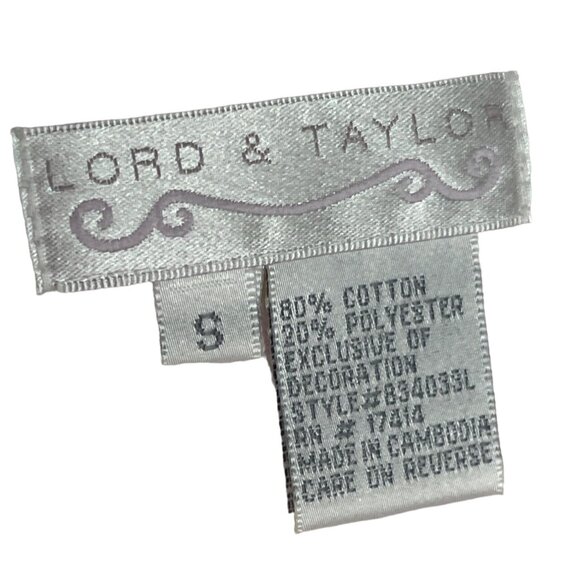 LORD & TAYLOR
S
80% COTTON
20% POLYESTER
EXCLUSIVE OF
DECORATION
STYLE#834033L
RN # 17414
MADE IN CAMBODIA
CARE ON REVERSE